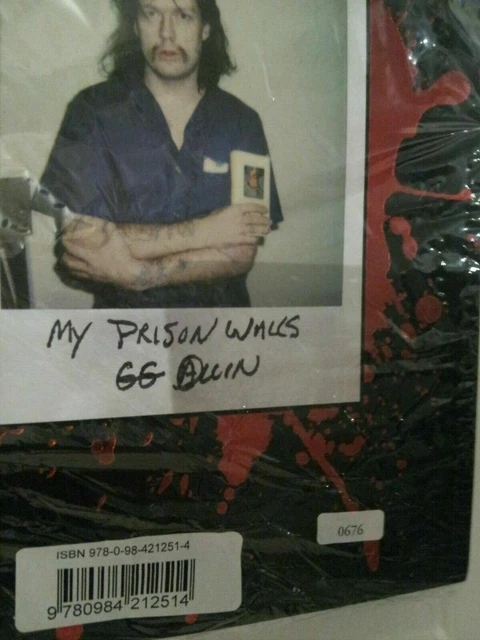 MY PRISON WALLS
GG ALLIN
0676
ISBN 978-0-98-421251-4
9 780984 212514